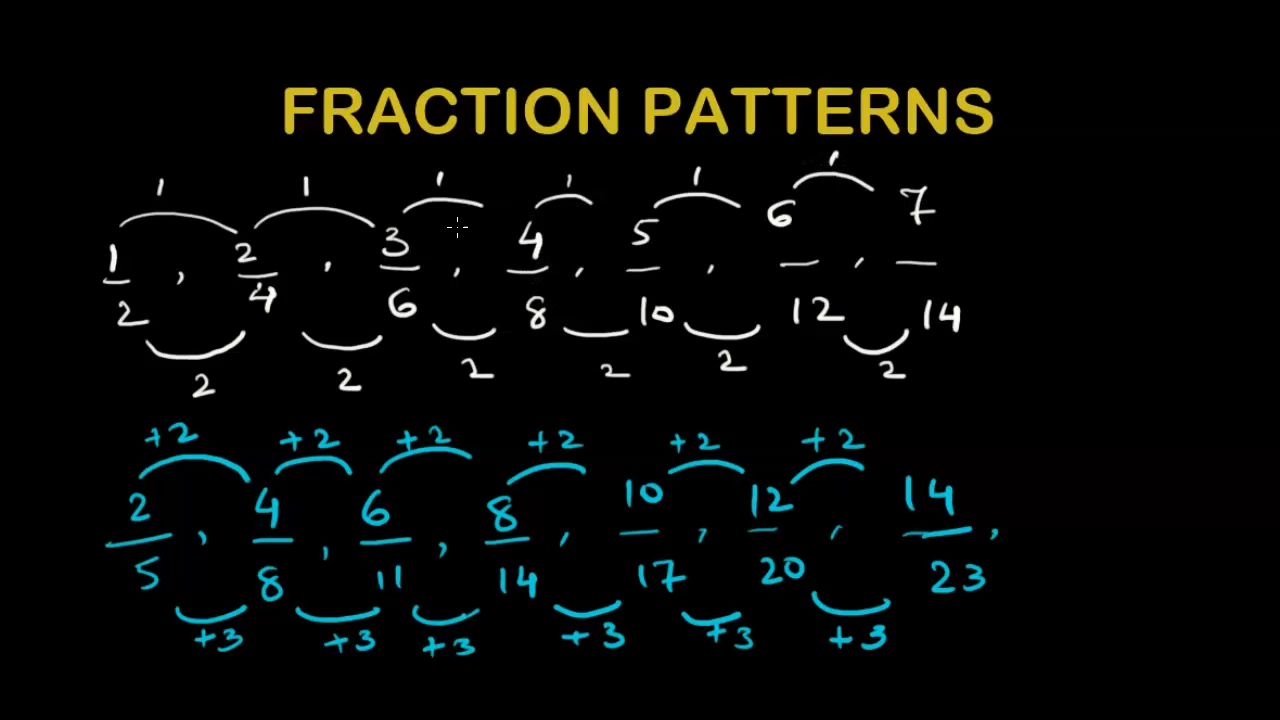 FRACTION PATTERNS
1 1 1 1 1 1
1/2 , 2/4 , 3/6 , 4/8 , 5/10 , 6/12 , 7/14
2 2 2 2 2 2
+2 +2 +2 +2 +2 +2
2/5 , 4/8 , 6/11 , 8/14 , 10/17 , 12/20 , 14/23 ,
+3 +3 +3 +3 +3 +3